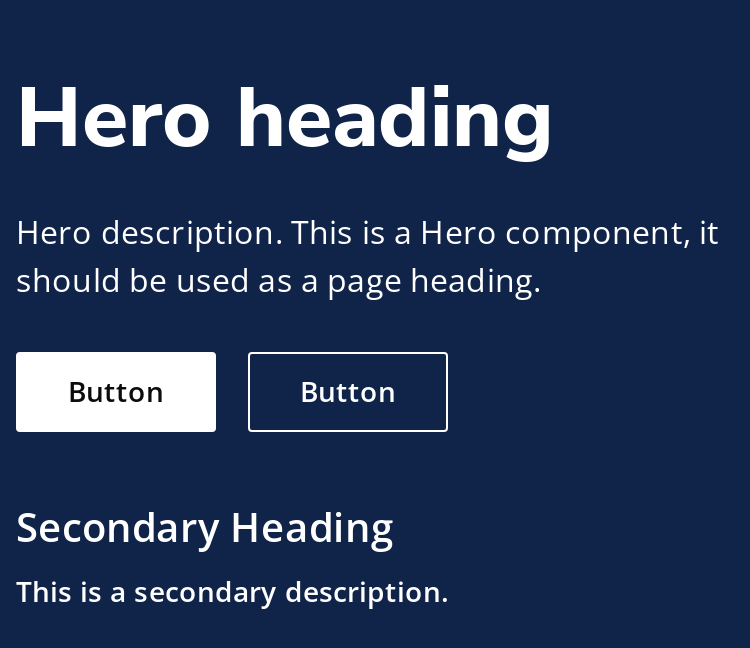 Hero heading
Hero description. This is a Hero component, it
should be used as a page heading.
Button
Button
Secondary Heading
This is a secondary description.